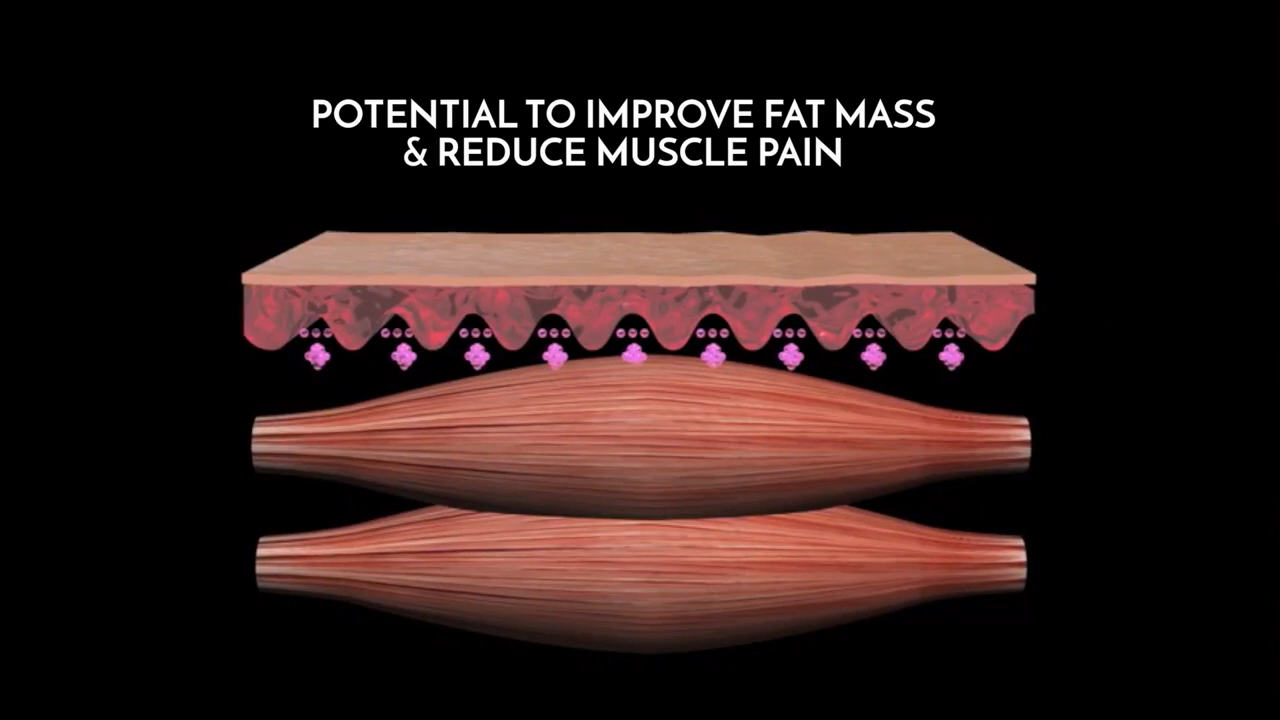 POTENTIAL TO IMPROVE FAT MASS
& REDUCE MUSCLE PAIN